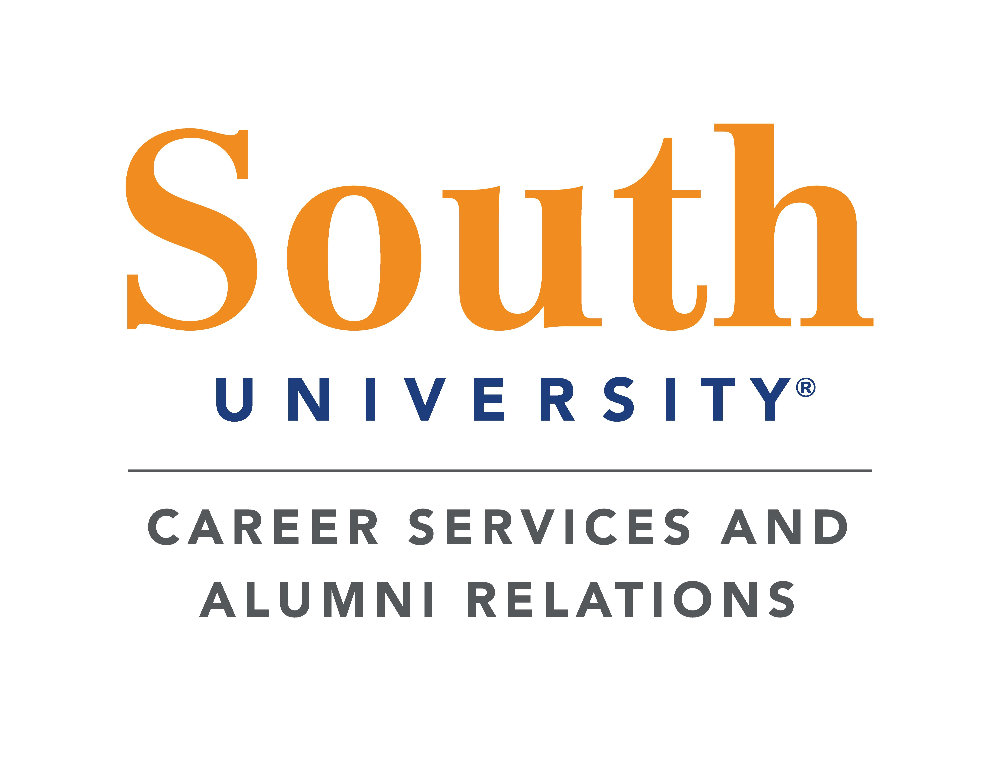 South
UNIVERSITY®
CAREER SERVICES AND
ALUMNI RELATIONS